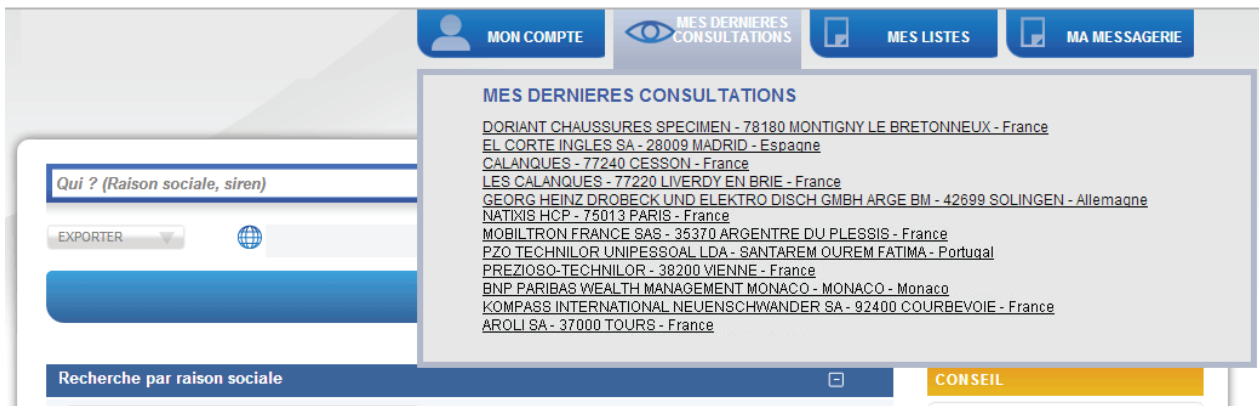 MON COMPTE
MES DERNIERES
CONSULTATIONS
MES LISTES
MA MESSAGERIE
MES DERNIERES CONSULTATIONS
DORIANT CHAUSSURES SPECIMEN - 78180 MONTIGNY LE BRETONNEUX - France
EL CORTE INGLES SA - 28009 MADRID - Espagne
CALANQUES - 77240 CESSON - France
LES CALANQUES - 77220 LIVERDY EN BRIE - France
GEORG HEINZ DROBECK UND ELEKTRO DISCH GMBH ARGE BM - 42699 SOLINGEN - Allemagne
NATIXIS HCP - 75013 PARIS - France
MOBILTRON FRANCE SAS - 35370 ARGENTRE DU PLESSIS - France
PZO TECHNILOR UNIPESSOAL LDA - SANTAREM OUREM FATIMA - Portugal
PREZIOSO-TECHNILOR - 38200 VIENNE - France
BNP PARIBAS WEALTH MANAGEMENT MONACO - MONACO - Monaco
KOMPASS INTERNATIONAL NEUENSCHWANDER SA - 92400 COURBEVOIE - France
AROLI SA - 37000 TOURS - France
Qui ? (Raison sociale, siren)
EXPORTER
Recherche par raison sociale
CONSEIL